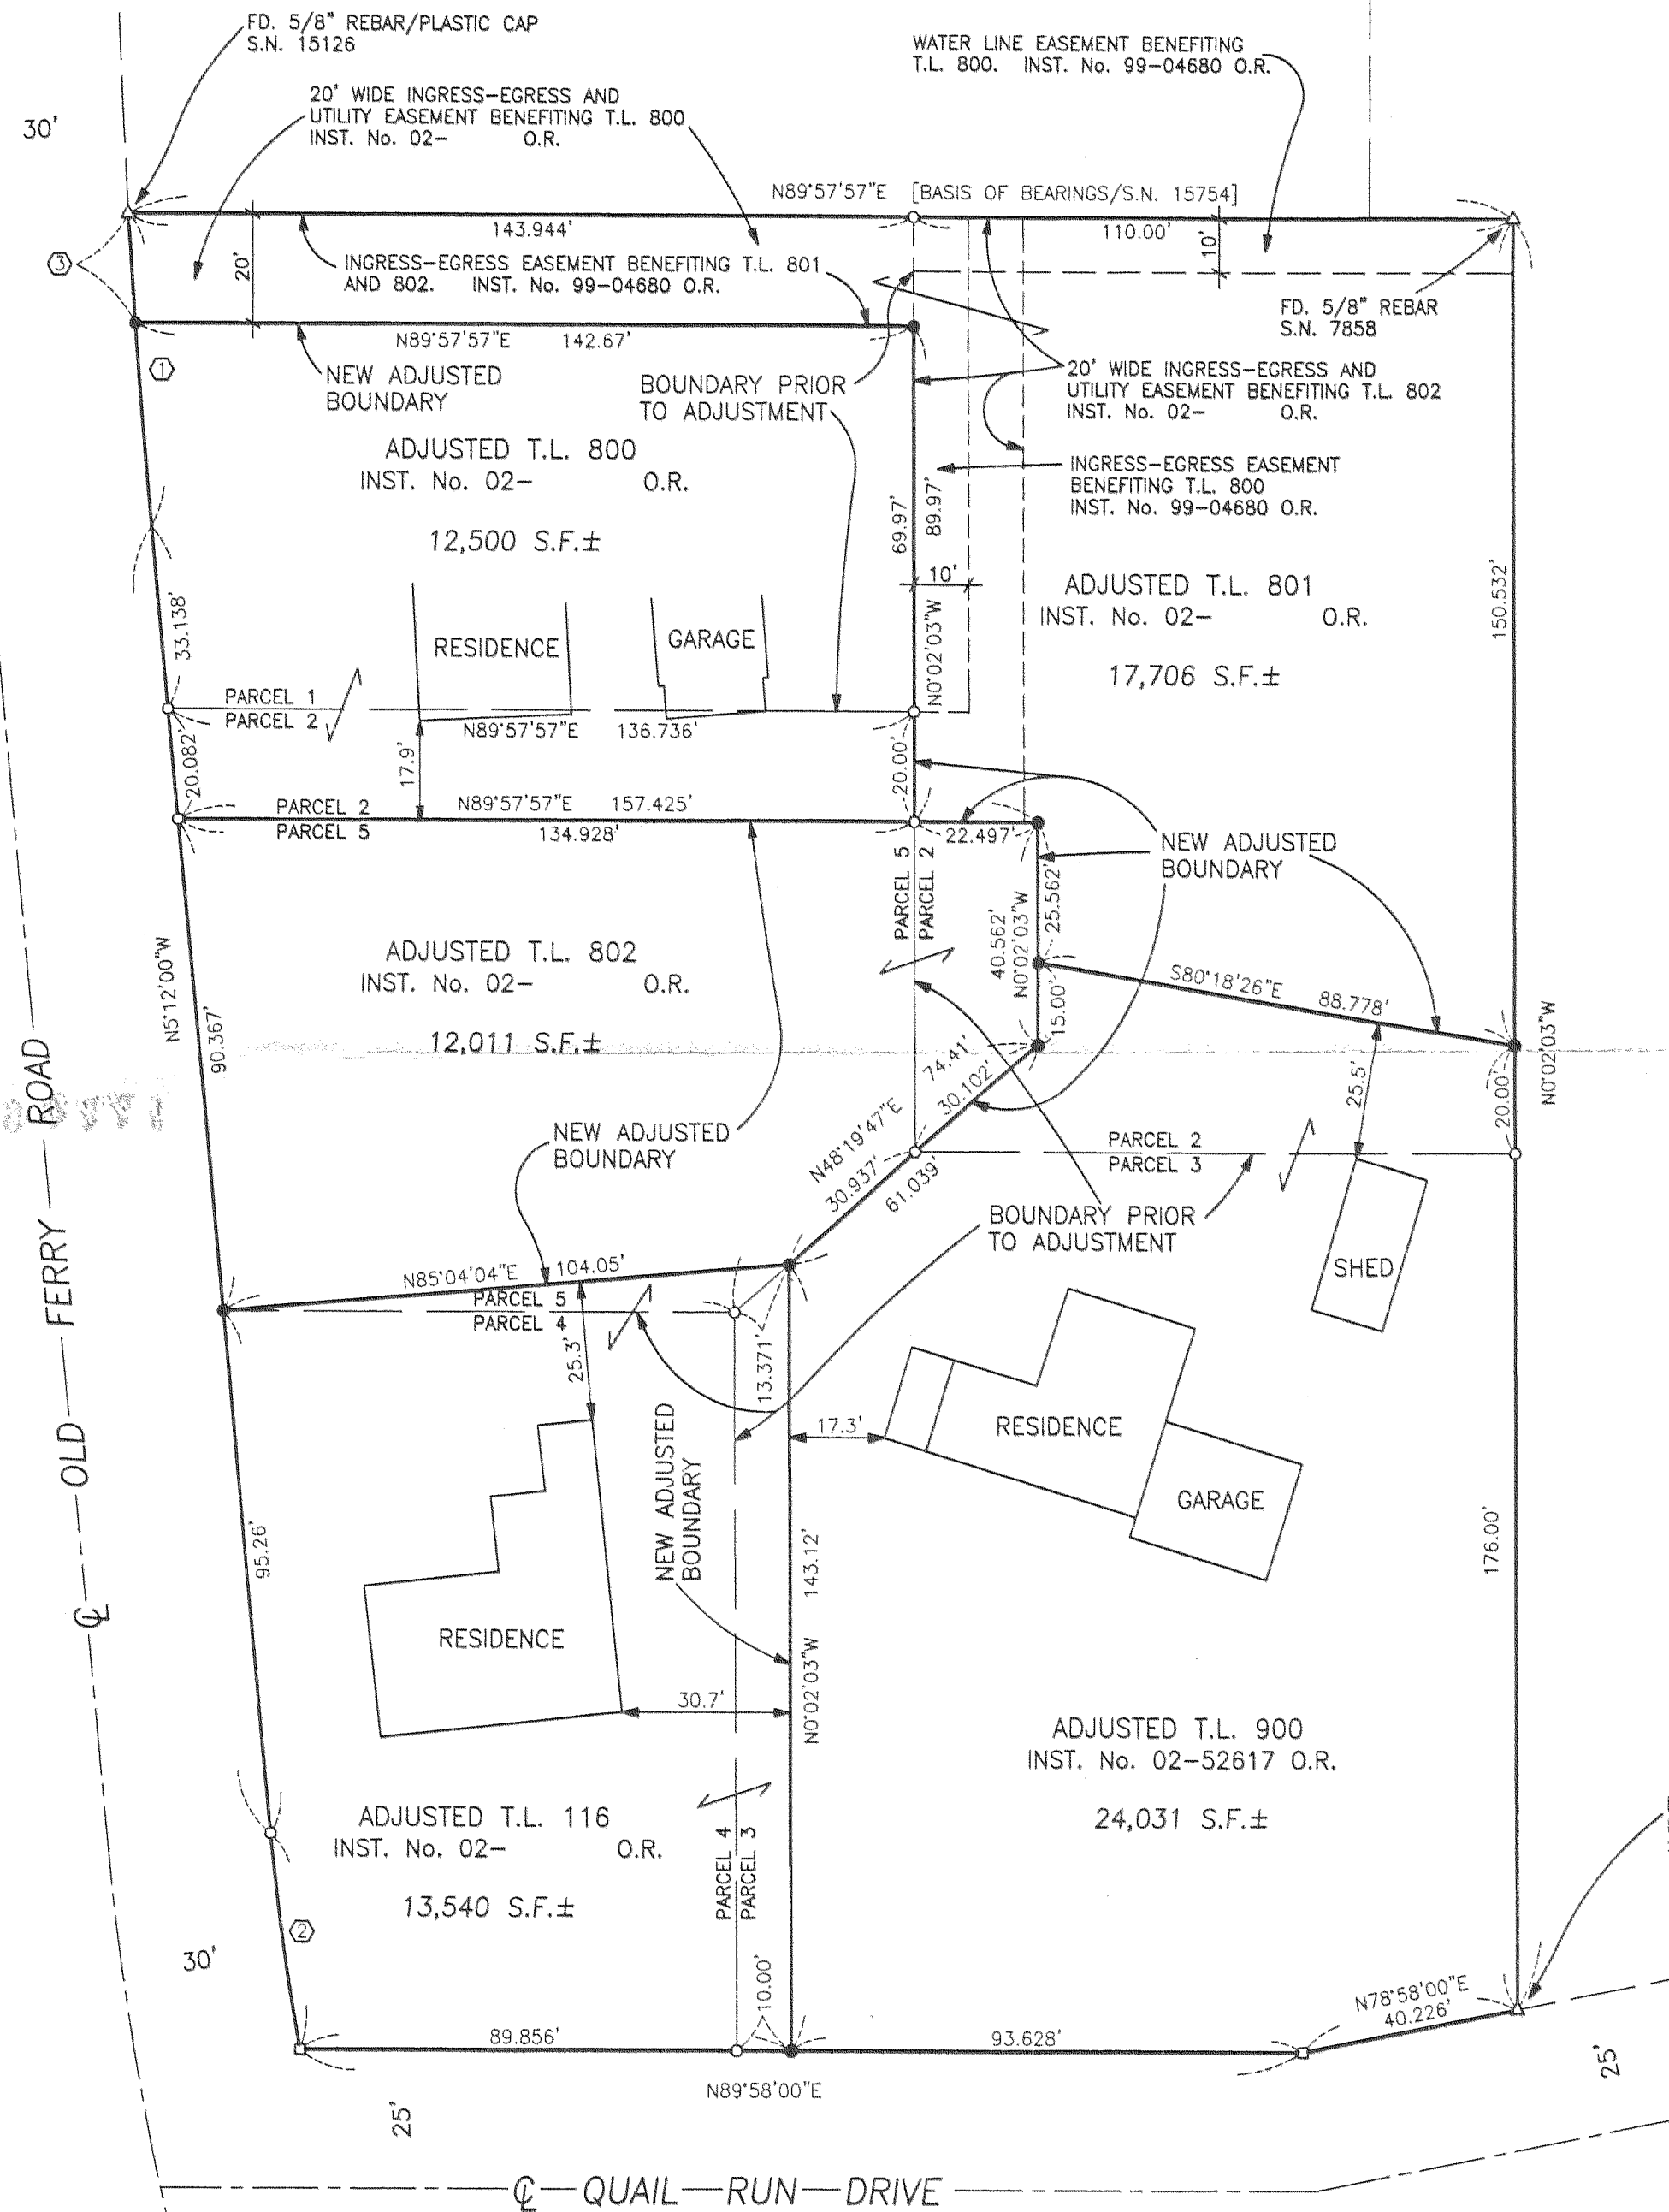 FD. 5/8" REBAR/PLASTIC CAP
S.N. 15126
WATER LINE EASEMENT BENEFITING
T.L. 800. INST. No. 99-04680 O.R.
20' WIDE INGRESS-EGRESS AND
UTILITY EASEMENT BENEFITING T.L. 800
INST. No. 02- O.R.
30'
N89°57'57"E [BASIS OF BEARINGS/S.N. 15754]
143.944'
110.00'
10'
3
20'
INGRESS-EGRESS EASEMENT BENEFITING T.L. 801
AND 802. INST. No. 99-04680 O.R.
FD. 5/8" REBAR
S.N. 7858
N89°57'57"E 142.67'
1
NEW ADJUSTED
BOUNDARY
BOUNDARY PRIOR
TO ADJUSTMENT
20' WIDE INGRESS-EGRESS AND
UTILITY EASEMENT BENEFITING T.L. 802
INST. No. 02- O.R.
ADJUSTED T.L. 800
INST. No. 02- O.R.
12,500 S.F.±
INGRESS-EGRESS EASEMENT
BENEFITING T.L. 800
INST. No. 99-04680 O.R.
69.97'
89.97'
10'
N0°02'03"W
ADJUSTED T.L. 801
INST. No. 02- O.R.
17,706 S.F.±
150.532'
33.138'
RESIDENCE
GARAGE
PARCEL 1
PARCEL 2
N89°57'57"E 136.736'
20.082'
17.9'
20.00'
PARCEL 2
PARCEL 5
N89°57'57"E 157.425'
134.928'
22.497'
NEW ADJUSTED
BOUNDARY
PARCEL 5
PARCEL 2
25.562'
40.562'
N0°02'03"W
15.00'
N5°12'00"W
90.367'
ADJUSTED T.L. 802
INST. No. 02- O.R.
12,011 S.F.±
S80°18'26"E 88.778'
25.5'
20.00'
N0°02'03"W
74.41'
30.102'
N48°19'47"E
30.937'
61.039'
NEW ADJUSTED
BOUNDARY
PARCEL 2
PARCEL 3
BOUNDARY PRIOR
TO ADJUSTMENT
SHED
N85°04'04"E 104.05'
PARCEL 5
PARCEL 4
25.3'
13.371'
17.3'
RESIDENCE
GARAGE
NEW ADJUSTED
BOUNDARY
143.12'
N0°02'03"W
176.00'
95.26'
RESIDENCE
30.7'
ADJUSTED T.L. 900
INST. No. 02-52617 O.R.
24,031 S.F.±
ADJUSTED T.L. 116
INST. No. 02- O.R.
13,540 S.F.±
PARCEL 4
PARCEL 3
2
30'
10.00'
89.856'
93.628'
N78°58'00"E
40.226'
N89°58'00"E
25'
25'
℄ OLD FERRY ROAD
℄ QUAIL RUN DRIVE